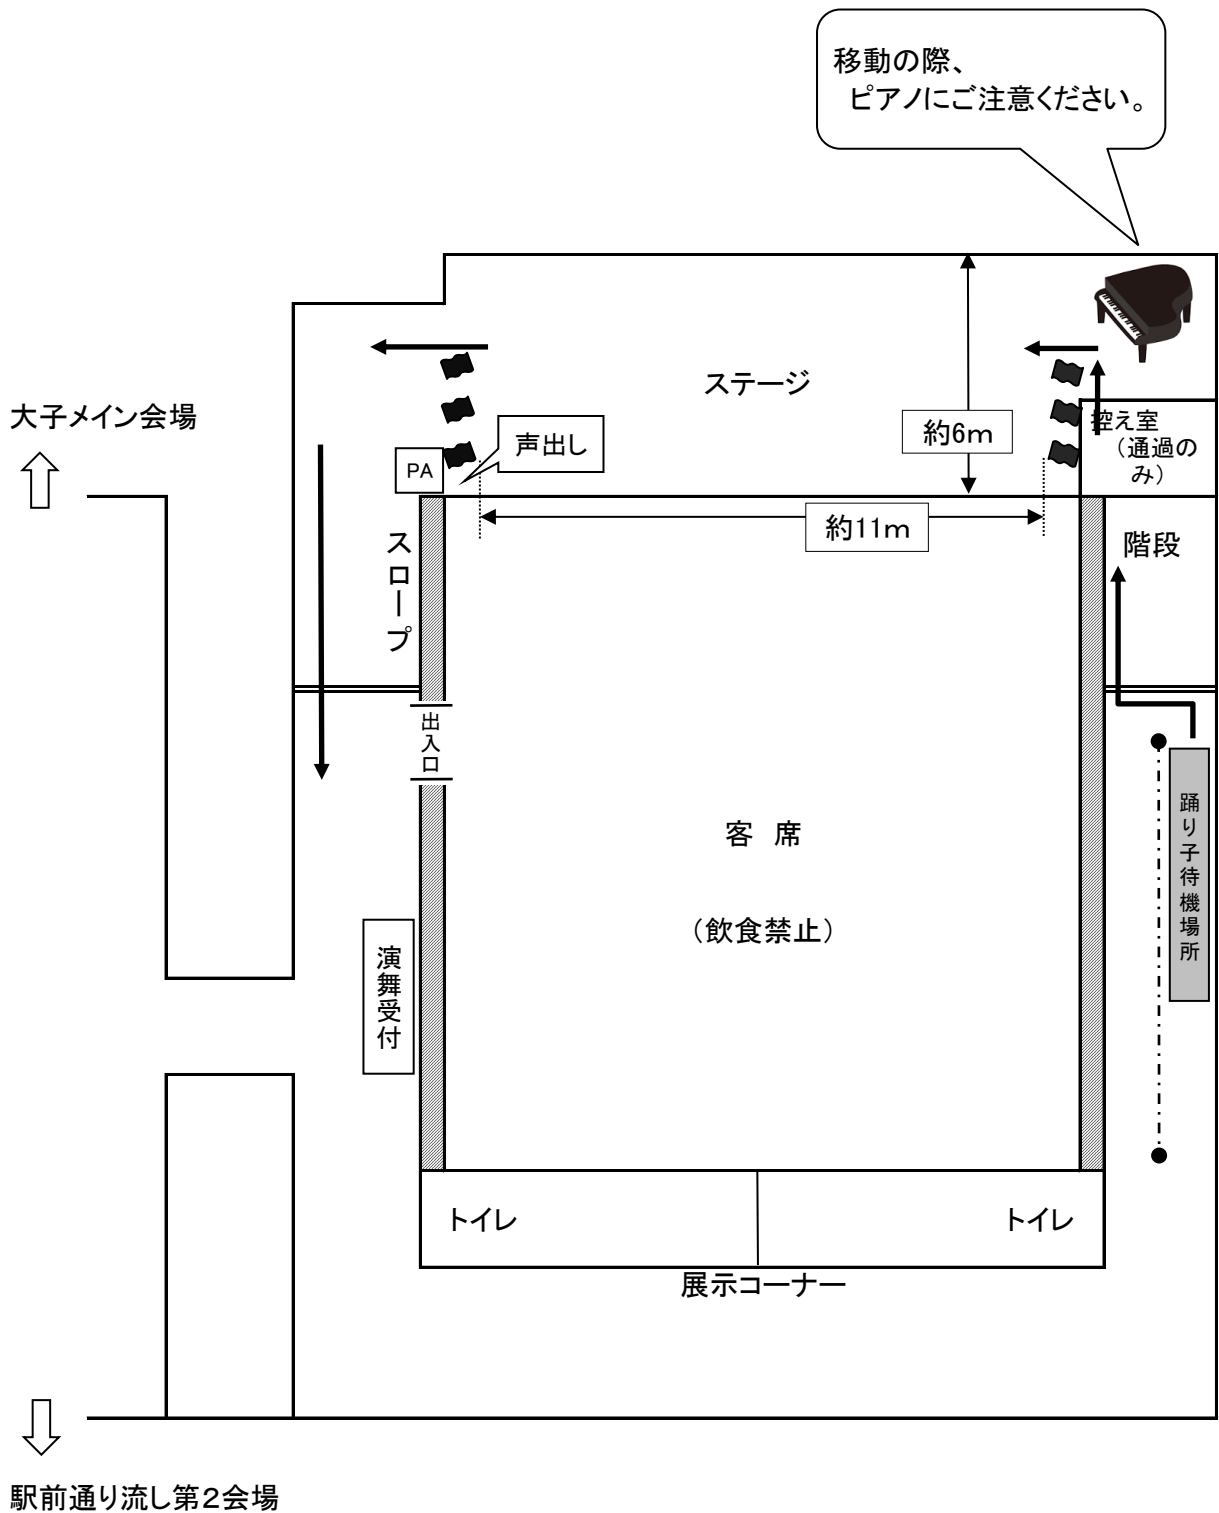 移動の際、
ピアノにご注意ください。
ステージ
大子メイン会場
約6m
控え室
（通過の
み）
声出し
PA
約11m
階段
スロープ
出入口
踊り子待機場所
客 席
（飲食禁止）
演舞受付
トイレ
トイレ
展示コーナー
駅前通り流し第２会場